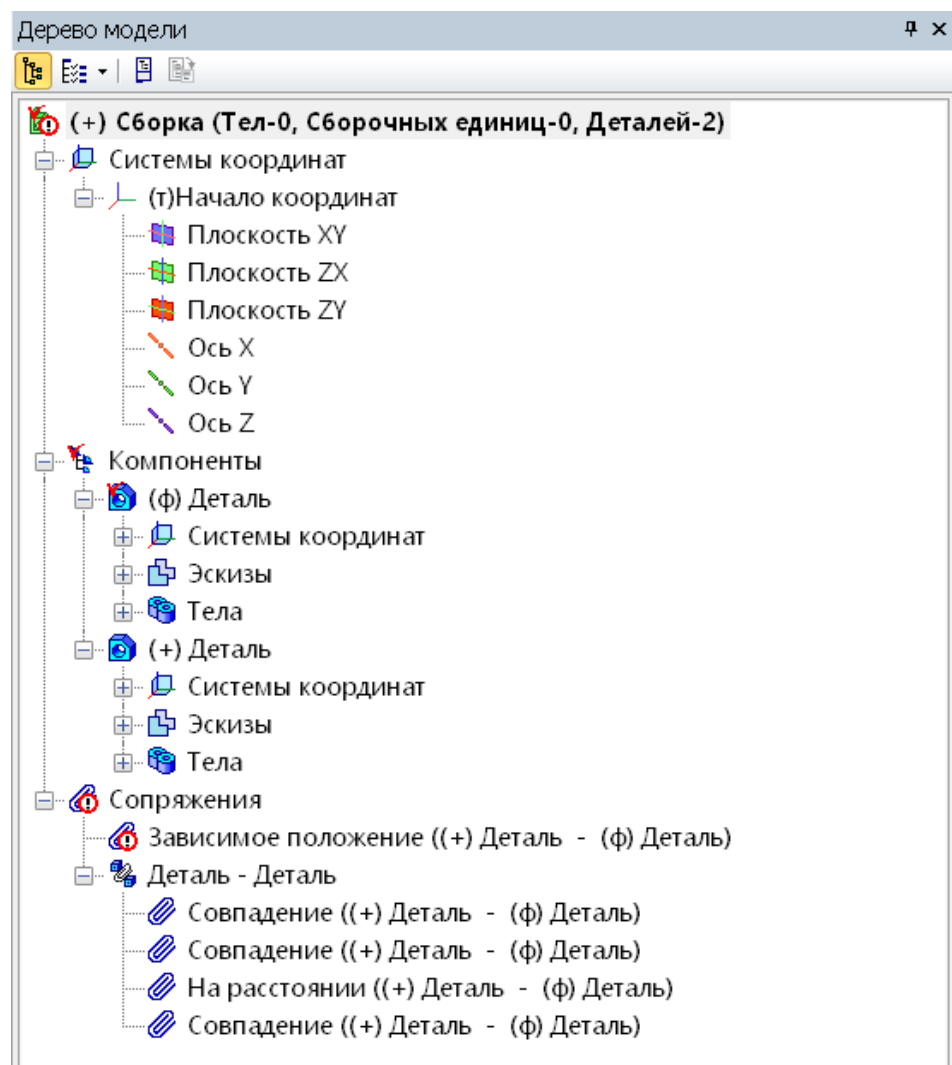 Дерево модели
(+) Сборка (Тел-0, Сборочных единиц-0, Деталей-2)
Системы координат
(т)Начало координат
Плоскость XY
Плоскость ZX
Плоскость ZY
Ось X
Ось Y
Ось Z
Компоненты
(ф) Деталь
Системы координат
Эскизы
Тела
(+) Деталь
Системы координат
Эскизы
Тела
Сопряжения
Зависимое положение ((+) Деталь - (ф) Деталь)
Деталь - Деталь
Совпадение ((+) Деталь - (ф) Деталь)
Совпадение ((+) Деталь - (ф) Деталь)
На расстоянии ((+) Деталь - (ф) Деталь)
Совпадение ((+) Деталь - (ф) Деталь)